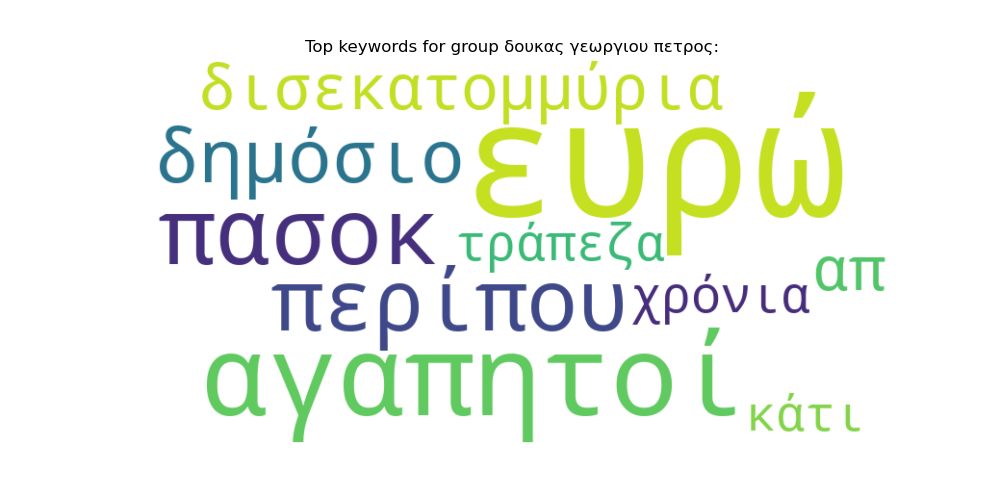 Top keywords for group δουκας γεωργιου πετρος:
δισεκατομμύρια
δημόσιο
ευρώ
πασοκ
τράπεζα
απ
περίπου
χρόνια
αγαπητοί
κάτι